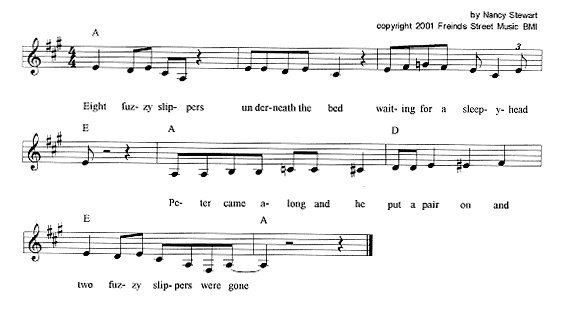 by Nancy Stewart
copyright 2001 Freinds Street Music BMI
A
4 4
3
Eight fuz- zy slip- pers un der-neath the bed wait- ing for a sleep- y- head
E A D
Pe- ter came a- long and he put a pair on and
E A
two fuz- zy slip- pers were gone